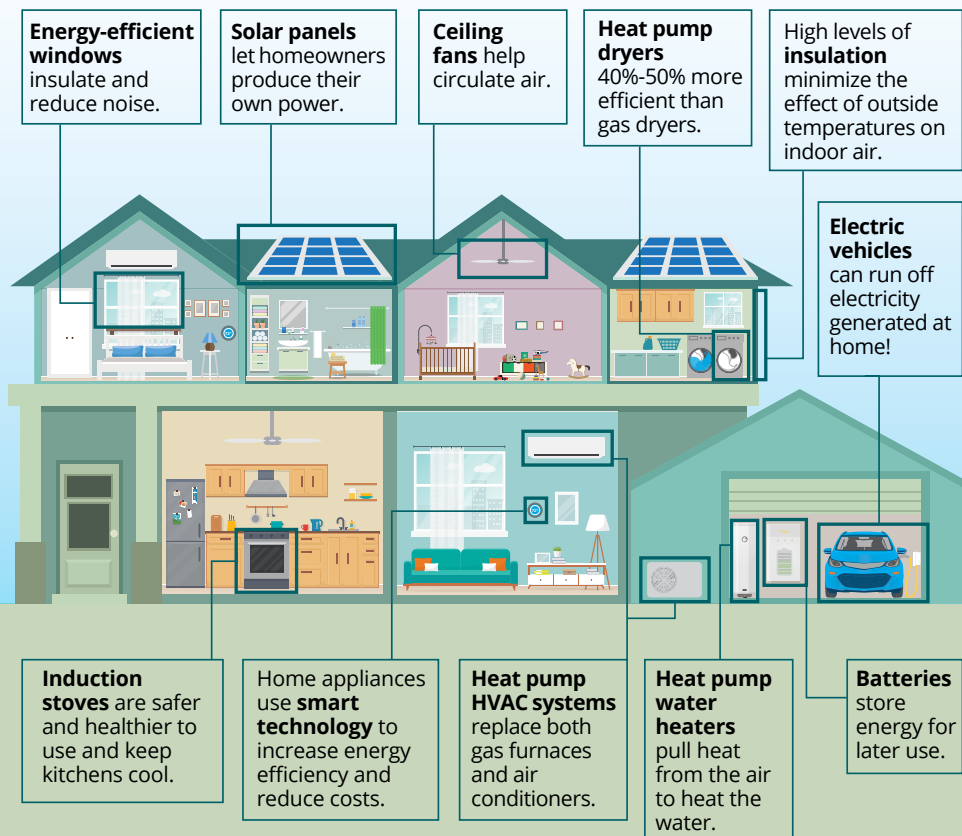 Energy-efficient
windows
insulate and
reduce noise.
Solar panels
let homeowners
produce their
own power.
Ceiling
fans help
circulate air.
Heat pump
dryers
40%-50% more
efficient than
gas dryers.
High levels of
insulation
minimize the
effect of outside
temperatures on
indoor air.
Electric
vehicles
can run off
electricity
generated at
home!
Induction
stoves are safer
and healthier to
use and keep
kitchens cool.
Home appliances
use smart
technology to
increase energy
efficiency and
reduce costs.
Heat pump
HVAC systems
replace both
gas furnaces
and air
conditioners.
Heat pump
water
heaters
pull heat
from the air
to heat the
water.
Batteries
store
energy for
later use.